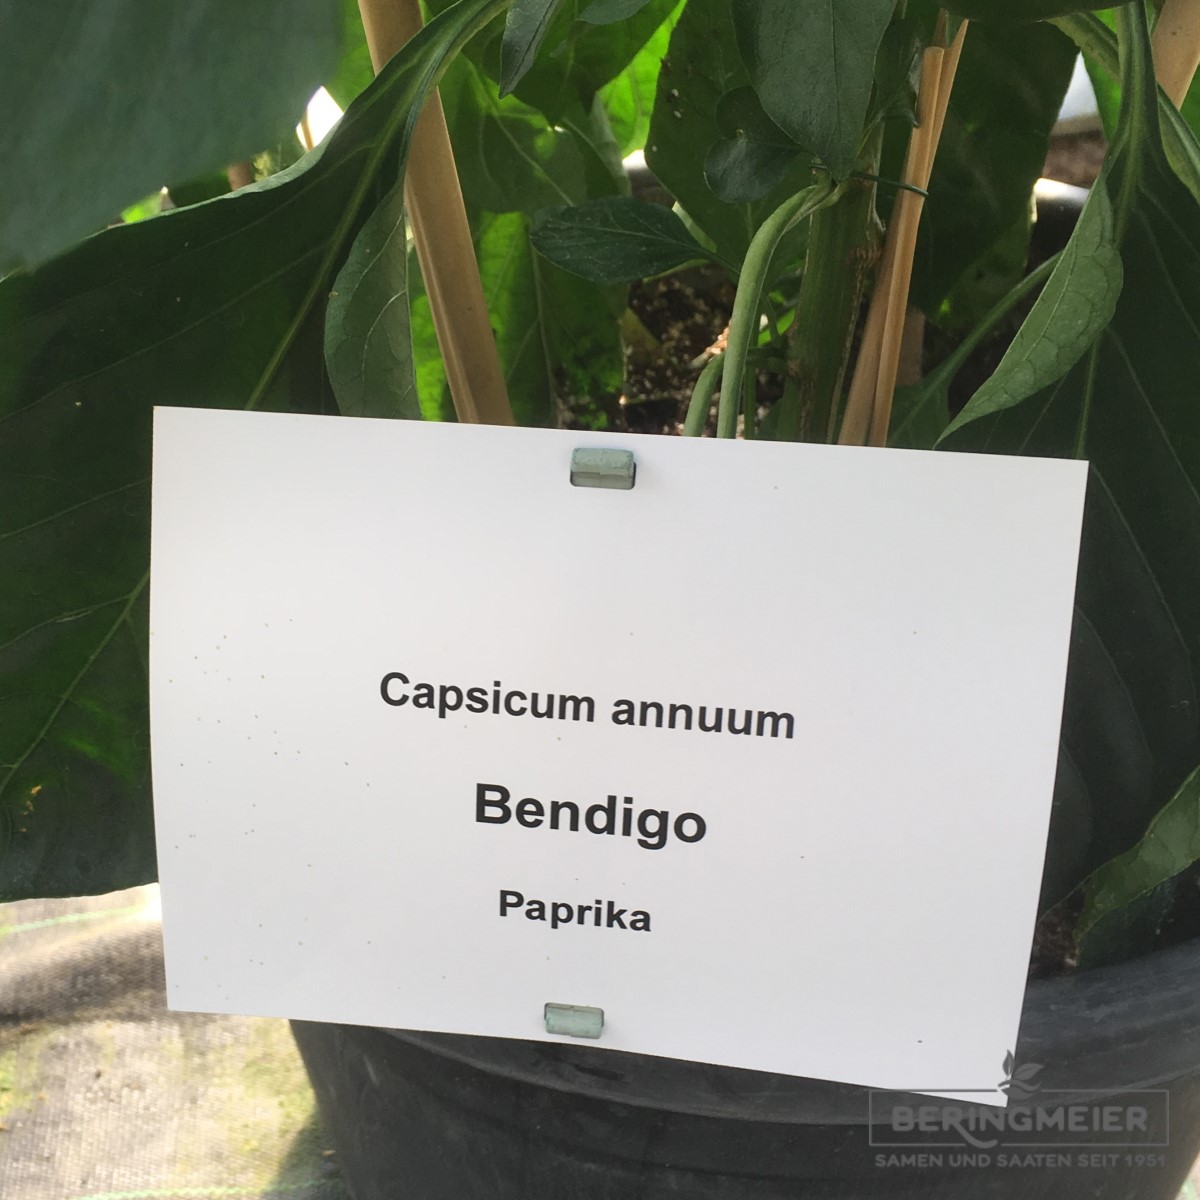 Capsicum annuum
Bendigo
Paprika
BERINGMEIER
SAMEN UND SAATEN SEIT 1951